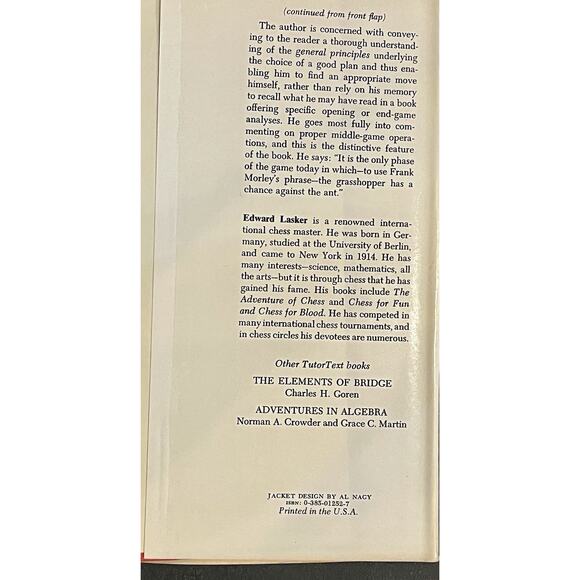 (continued from front flap)
The author is concerned with convey-
ing to the reader a thorough understand-
ing of the general principles underlying
the choice of a good plan and thus ena-
bling him to find an appropriate move
himself, rather than rely on his memory
to recall what he may have read in a book
offering specific opening or end-game
analyses. He goes most fully into com-
menting on proper middle-game opera-
tions, and this is the distinctive feature
of the book. He says: "It is the only phase
of the game today in which—to use Frank
Morley's phrase—the grasshopper has a
chance against the ant."
Edward Lasker is a renowned interna-
tional chess master. He was born in Ger-
many, studied at the University of Berlin,
and came to New York in 1914. He has
many interests—science, mathematics, all
the arts—but it is through chess that he has
gained his fame. His books include The
Adventure of Chess and Chess for Fun
and Chess for Blood. He has competed in
many international chess tournaments, and
in chess circles his devotees are numerous.
Other TutorText books
THE ELEMENTS OF BRIDGE
Charles H. Goren
ADVENTURES IN ALGEBRA
Norman A. Crowder and Grace C. Martin
JACKET DESIGN BY AL NAGY
ISBN: 0-385-01252-7
Printed in the U.S.A.